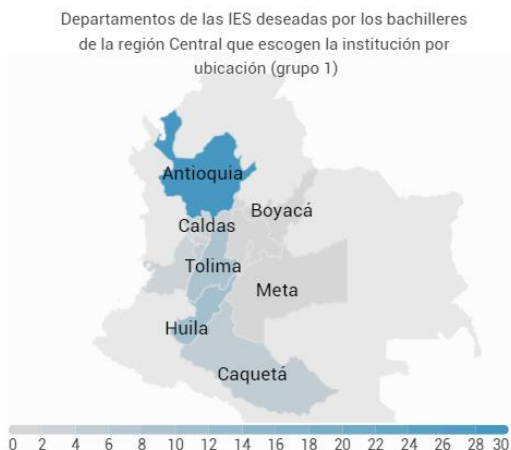 Departamentos de las IES deseadas por los bachilleres
de la región Central que escogen la institución por
ubicación (grupo 1)
Antioquia
Boyacá
Caldas
Tolima
Meta
Huila
Caquetá
0 2 4 6 8 10 12 14 16 18 20 22 24 26 28 30